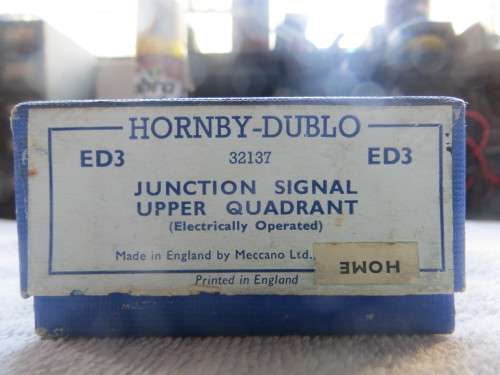 HORNBY-DUBLO
ED3 32137 ED3
JUNCTION SIGNAL
UPPER QUADRANT
(Electrically Operated)
Made in England by Meccano Ltd.,
HOME
Printed in England